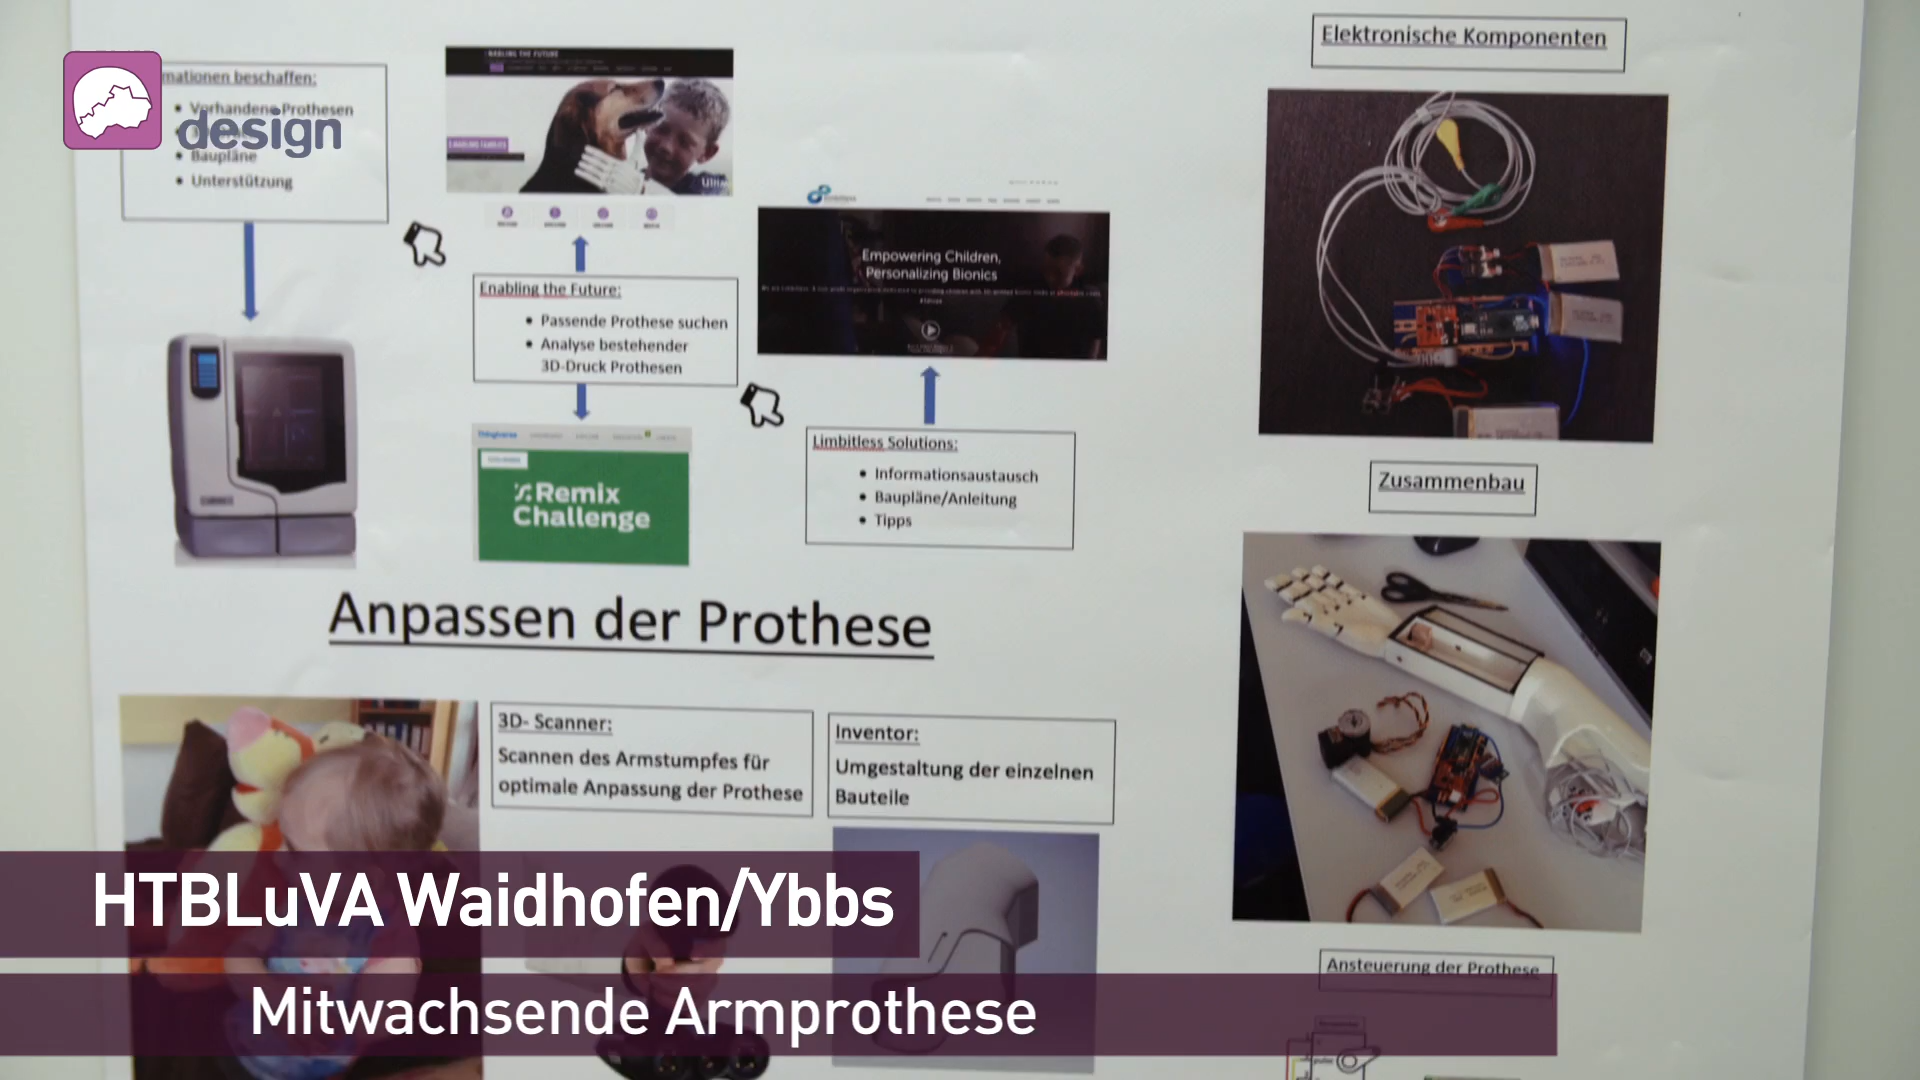 design
mationen beschaffen:
Vorhandene Prothesen
Baupläne
Unterstützung
Enabling the Future:
Passende Prothese suchen
Analyse bestehender
3D-Druck Prothesen
Thingiverse
Remix
Challenge
Empowering Children,
Personalizing Bionics
Limbitless Solutions:
Informationsaustausch
Baupläne/Anleitung
Tipps
Elektronische Komponenten
Zusammenbau
Anpassen der Prothese
3D- Scanner:
Scannen des Armstumpfes für
optimale Anpassung der Prothese
Inventor:
Umgestaltung der einzelnen
Bauteile
Ansteuerung der Prothese
HTBLuVA Waidhofen/Ybbs
Mitwachsende Armprothese